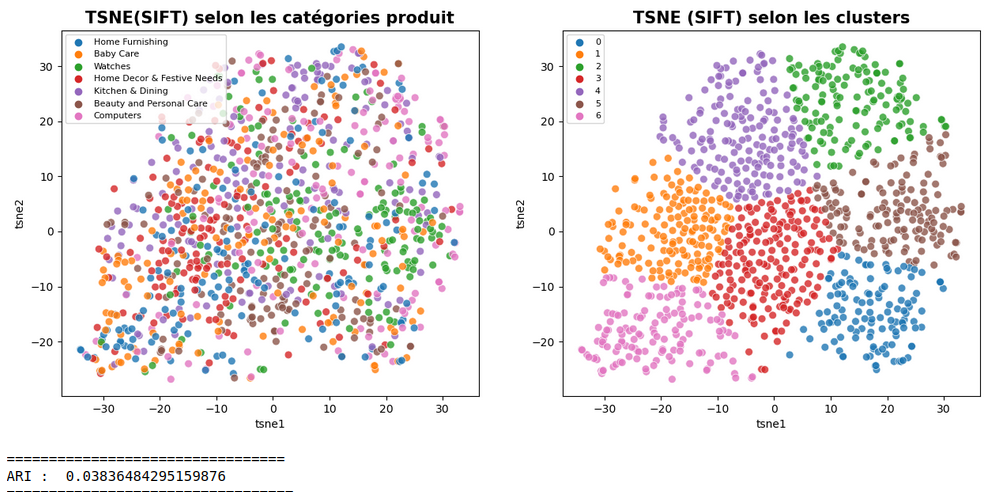 TSNE(SIFT) selon les catégories produit
Home Furnishing
Baby Care
Watches
Home Decor & Festive Needs
Kitchen & Dining
Beauty and Personal Care
Computers
30
20
10
0
−10
−20
tsne2
−30
−20
−10
0
10
20
30
tsne1
TSNE (SIFT) selon les clusters
0
1
2
3
4
5
6
30
20
10
0
−10
−20
tsne2
−30
−20
−10
0
10
20
30
tsne1
=================================
ARI :  0.03836484295159876
==================================